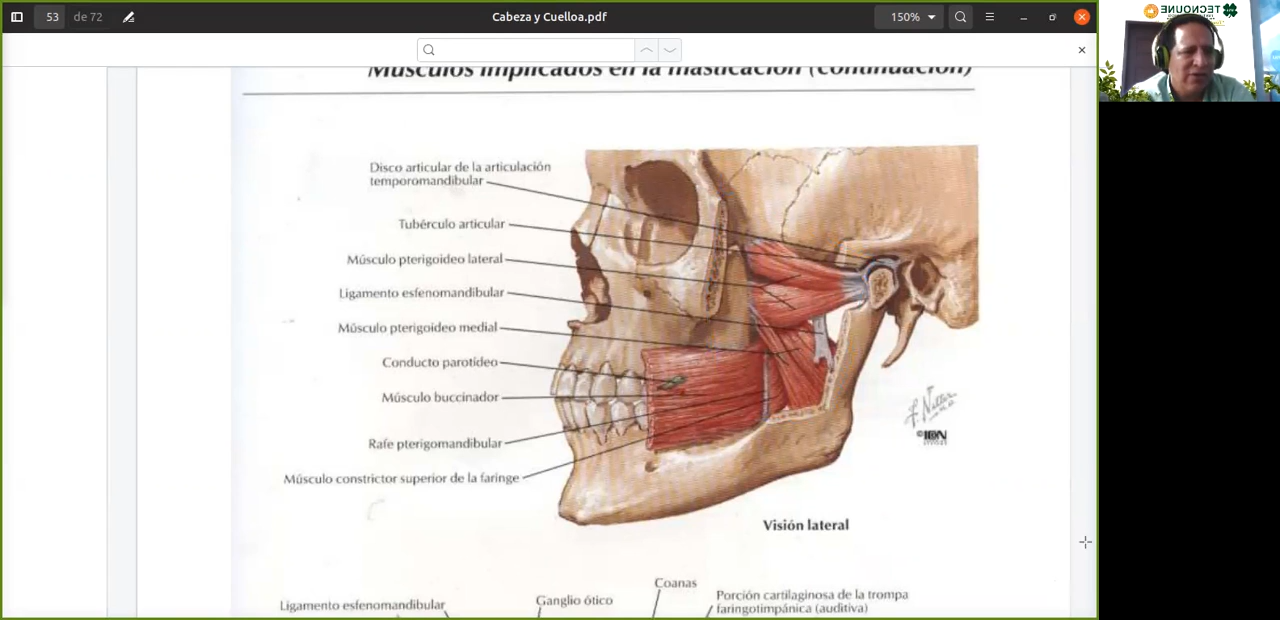 53
de 72
Cabeza y Cuelloa.pdf
150%
Músculos implicados en la masticación (continuación)
Disco articular de la articulación
temporomandibular
Tubérculo articular
Músculo pterigoideo lateral
Ligamento esfenomandibular
Músculo pterigoideo medial
Conducto parotídeo
Músculo buccinador
Rafe pterigomandibular
Músculo constrictor superior de la faringe
F. Netter
M.D.
©ICON
Visión lateral
Coanas
Ligamento esfenomandibular
Ganglio ótico
Porción cartilaginosa de la trompa
faringotimpánica (auditiva)